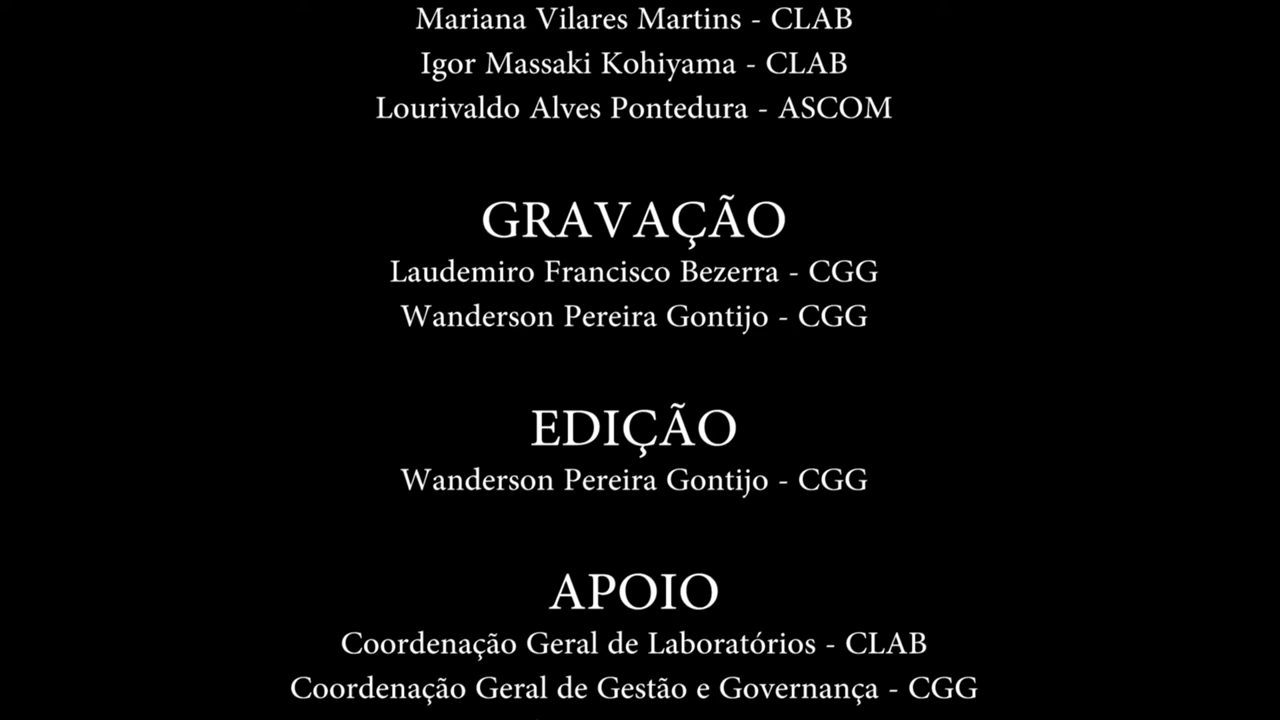 Mariana Vilares Martins - CLAB
Igor Massaki Kohiyama - CLAB
Lourivaldo Alves Pontedura - ASCOM
GRAVAÇÃO
Laudemiro Francisco Bezerra - CGG
Wanderson Pereira Gontijo - CGG
EDIÇÃO
Wanderson Pereira Gontijo - CGG
APOIO
Coordenação Geral de Laboratórios - CLAB
Coordenação Geral de Gestão e Governança - CGG